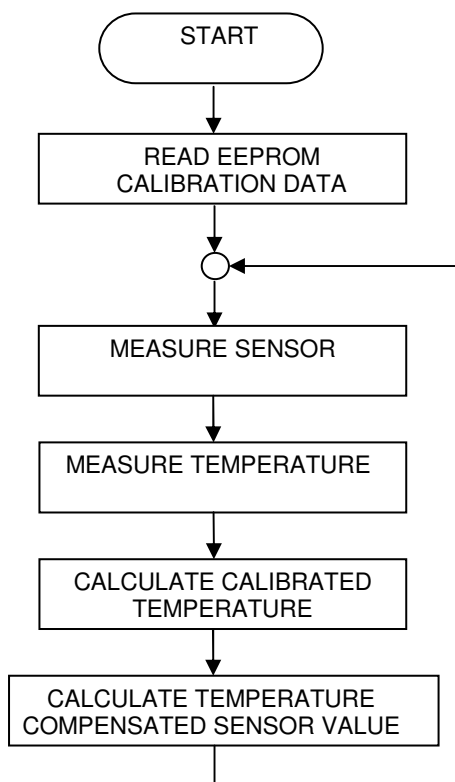 START
READ EEPROM
CALIBRATION DATA
MEASURE SENSOR
MEASURE TEMPERATURE
CALCULATE CALIBRATED
TEMPERATURE
CALCULATE TEMPERATURE
COMPENSATED SENSOR VALUE